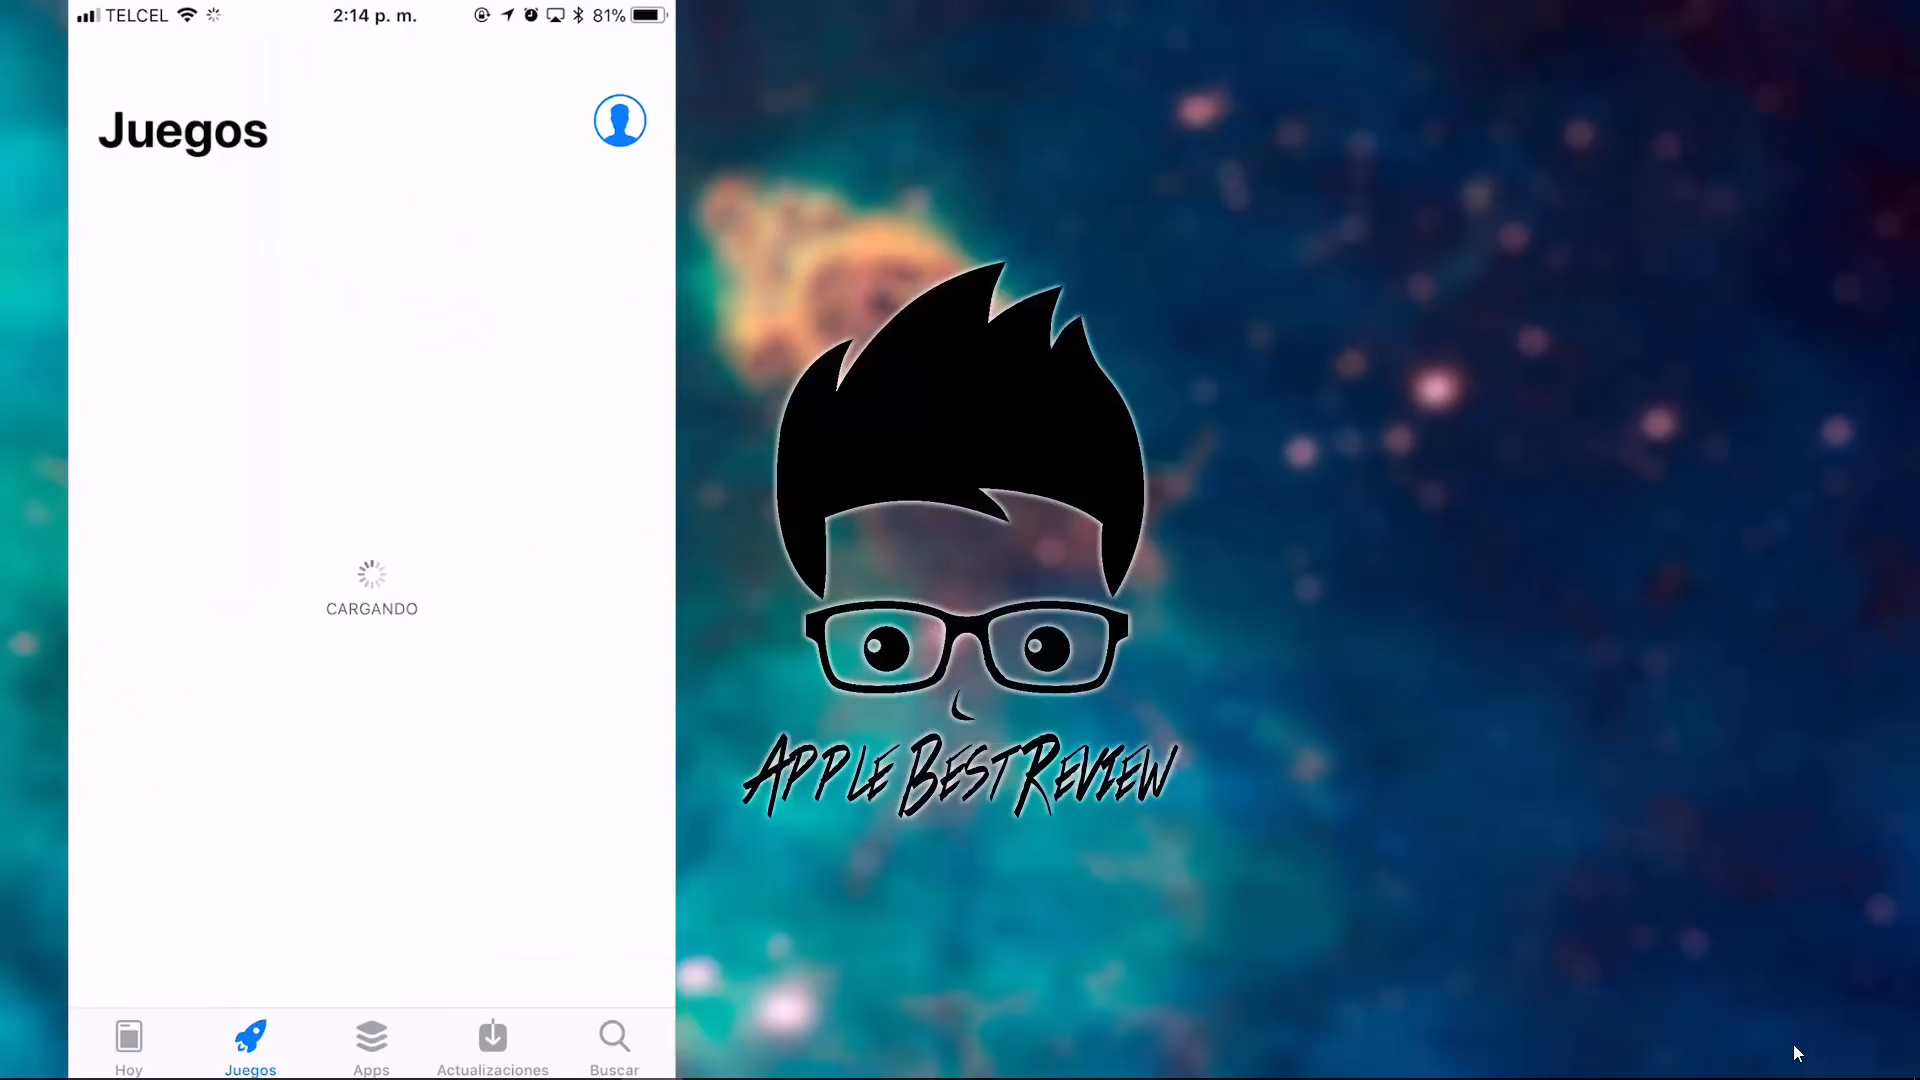 TELCEL 2:14 p. m. 81%
Juegos
CARGANDO
APPLE BEST REVIEW
Hoy Juegos Apps Actualizaciones Buscar